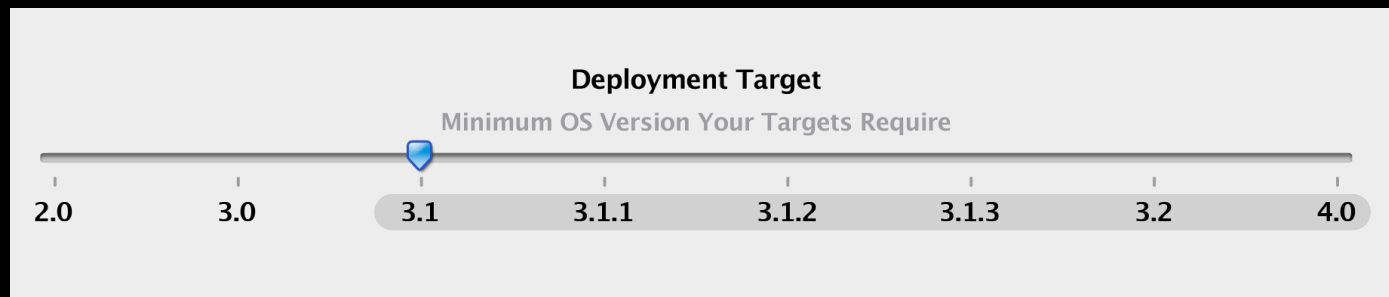 Deployment Target
Minimum OS Version Your Targets Require
2.0 3.0 3.1 3.1.1 3.1.2 3.1.3 3.2 4.0